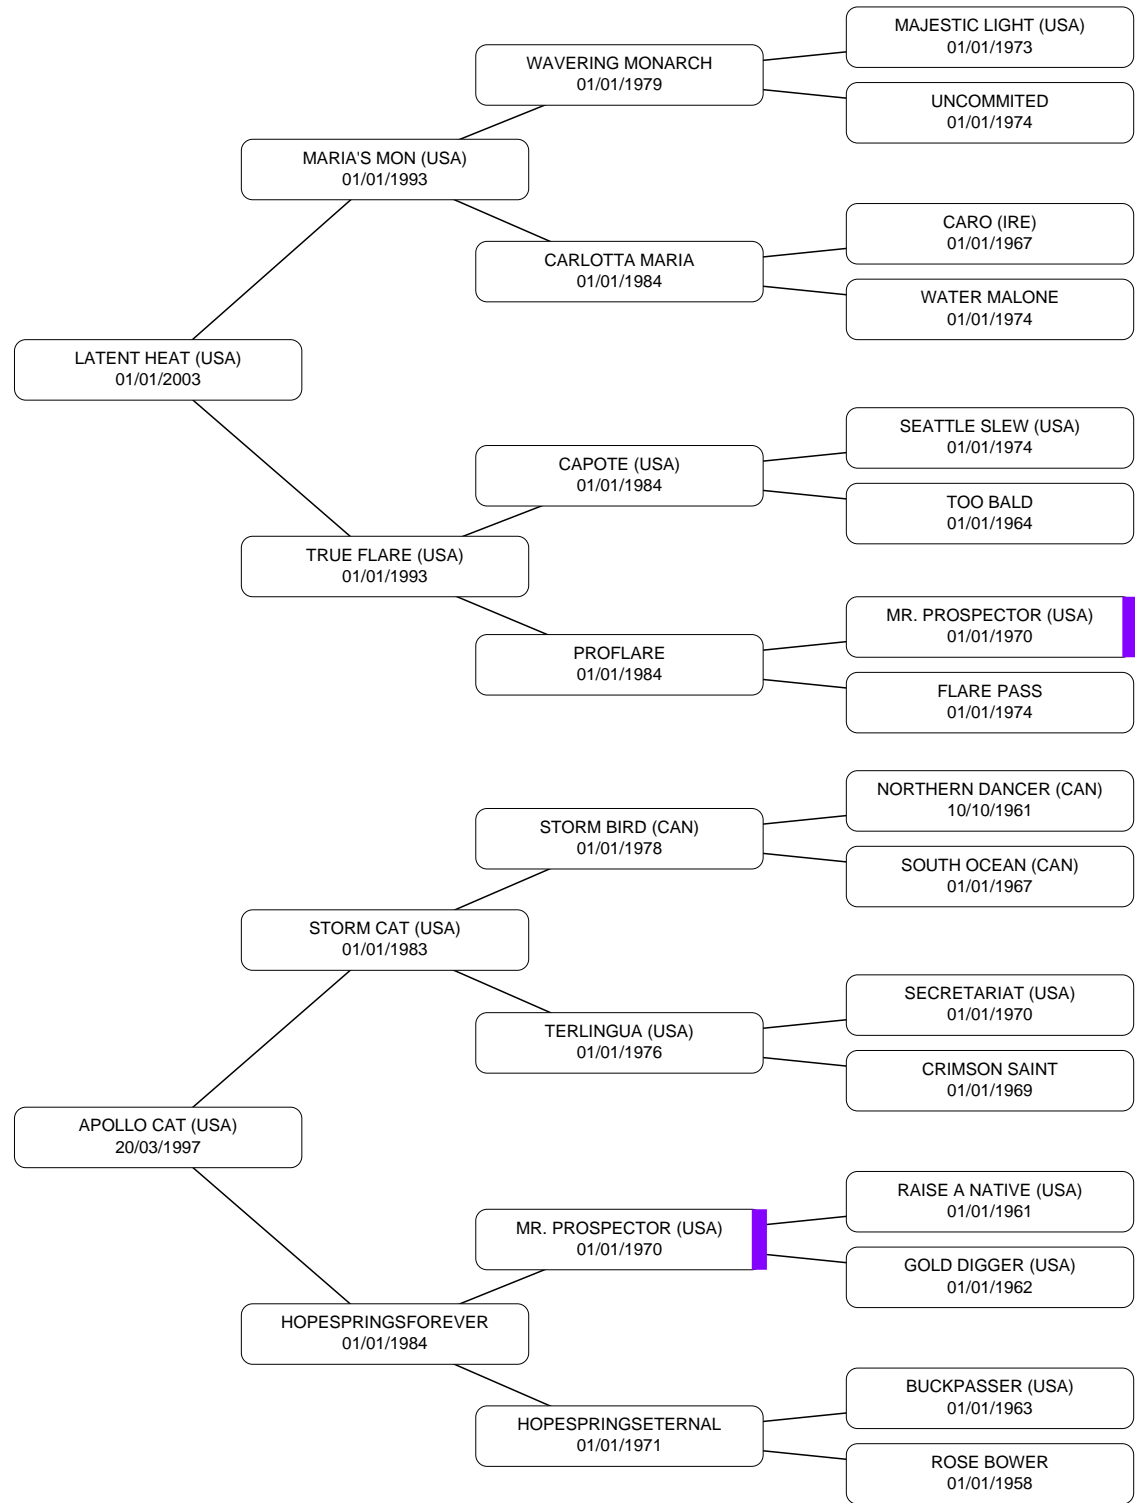 MAJESTIC LIGHT (USA)
01/01/1973
WAVERING MONARCH
01/01/1979
UNCOMMITED
01/01/1974
MARIA'S MON (USA)
01/01/1993
CARO (IRE)
01/01/1967
CARLOTTA MARIA
01/01/1984
WATER MALONE
01/01/1974
LATENT HEAT (USA)
01/01/2003
SEATTLE SLEW (USA)
01/01/1974
CAPOTE (USA)
01/01/1984
TOO BALD
01/01/1964
TRUE FLARE (USA)
01/01/1993
MR. PROSPECTOR (USA)
01/01/1970
PROFLARE
01/01/1984
FLARE PASS
01/01/1974
NORTHERN DANCER (CAN)
10/10/1961
STORM BIRD (CAN)
01/01/1978
SOUTH OCEAN (CAN)
01/01/1967
STORM CAT (USA)
01/01/1983
SECRETARIAT (USA)
01/01/1970
TERLINGUA (USA)
01/01/1976
CRIMSON SAINT
01/01/1969
APOLLO CAT (USA)
20/03/1997
RAISE A NATIVE (USA)
01/01/1961
MR. PROSPECTOR (USA)
01/01/1970
GOLD DIGGER (USA)
01/01/1962
HOPESPRINGSFOREVER
01/01/1984
BUCKPASSER (USA)
01/01/1963
HOPESPRINGSETERNAL
01/01/1971
ROSE BOWER
01/01/1958